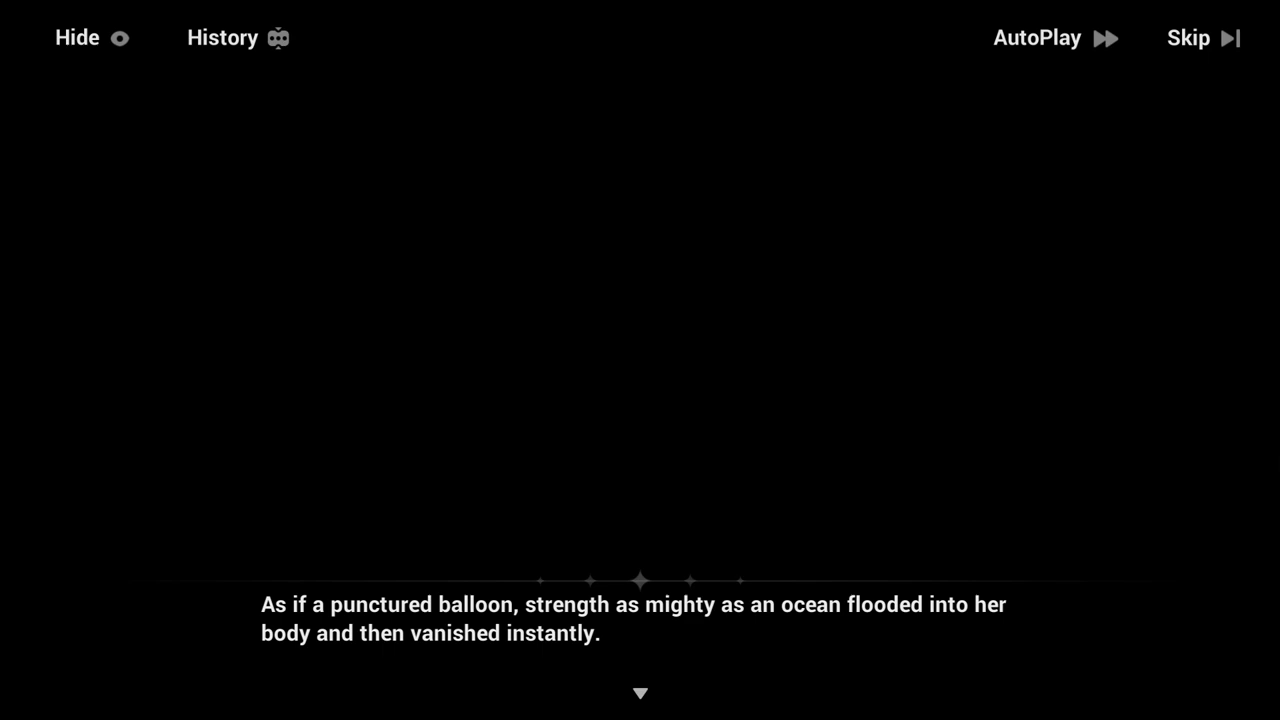 Hide
History
AutoPlay
Skip
As if a punctured balloon, strength as mighty as an ocean flooded into her
body and then vanished instantly.